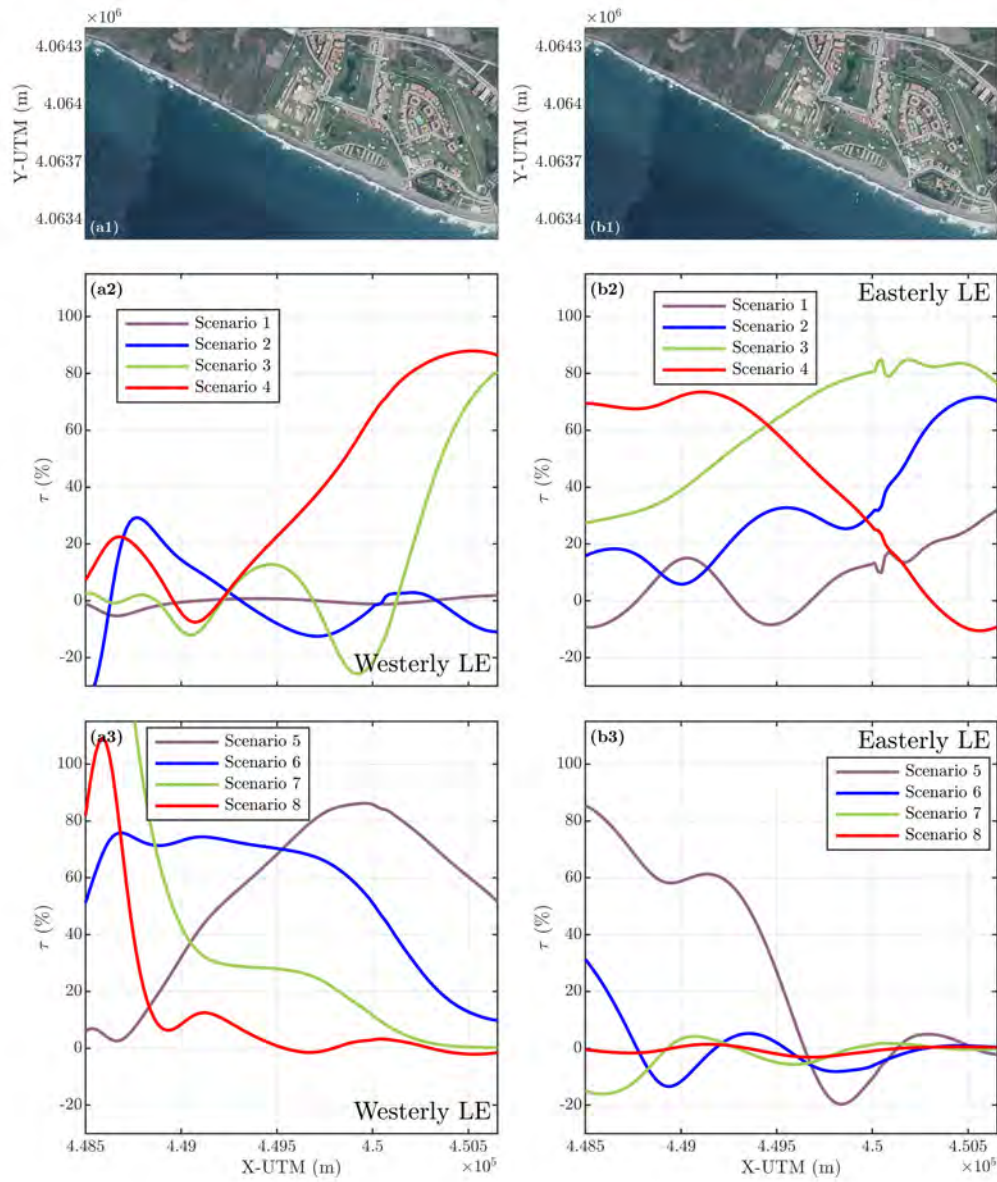 ×10⁶ ×10⁶
4.0643 4.0643
4.064 4.064
4.0637 4.0637
4.0634 4.0634
Y-UTM (m) Y-UTM (m)
(a1) (b1)
(a2) (b2) Easterly LE
Scenario 1
Scenario 2
Scenario 3
Scenario 4
Scenario 1
Scenario 2
Scenario 3
Scenario 4
100 100
80 80
60 60
40 40
20 20
0 0
-20 -20
τ (%) τ (%)
Westerly LE
(a3) (b3) Easterly LE
Scenario 5
Scenario 6
Scenario 7
Scenario 8
Scenario 5
Scenario 6
Scenario 7
Scenario 8
100 100
80 80
60 60
40 40
20 20
0 0
-20 -20
τ (%) τ (%)
Westerly LE
4.485 4.49 4.495 4.5 4.505 4.485 4.49 4.495 4.5 4.505
X-UTM (m) ×10⁵ X-UTM (m) ×10⁵